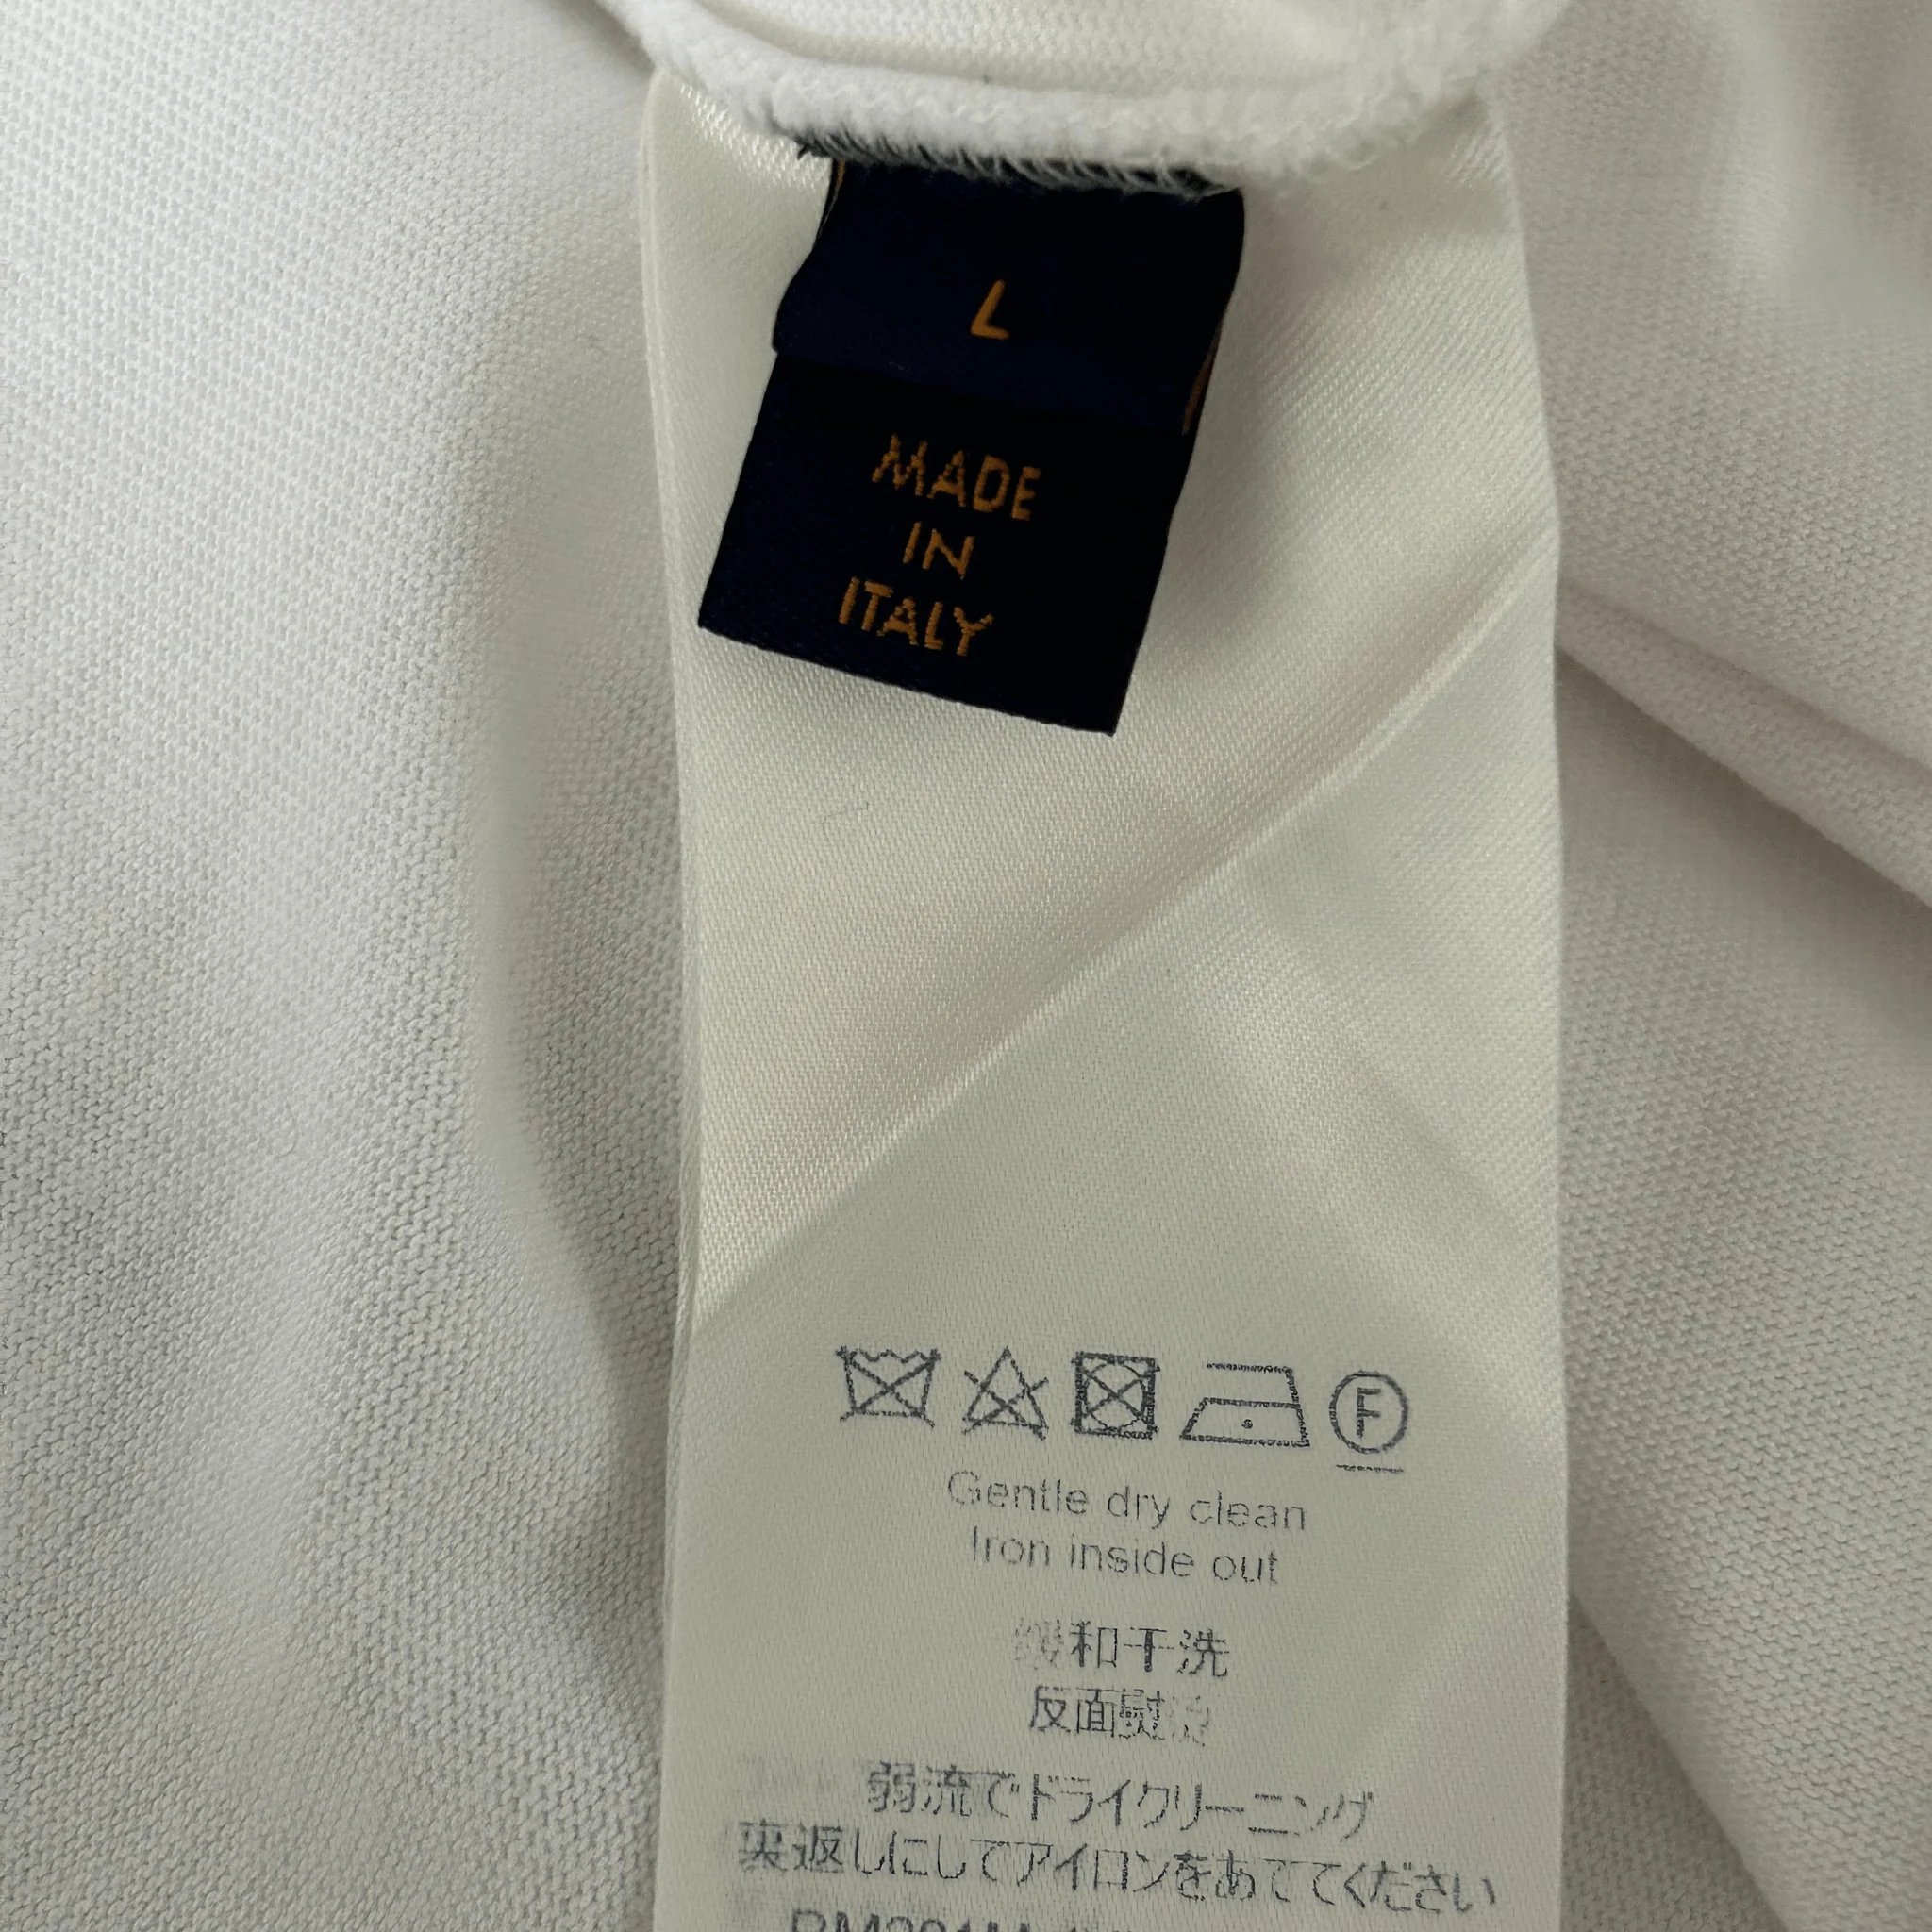 L
MADE
IN
ITALY
F
Gentle dry clean
Iron inside out
缓和干洗
反面熨烫
弱流でドライクリーニング
裏返しにしてアイロンをあててください